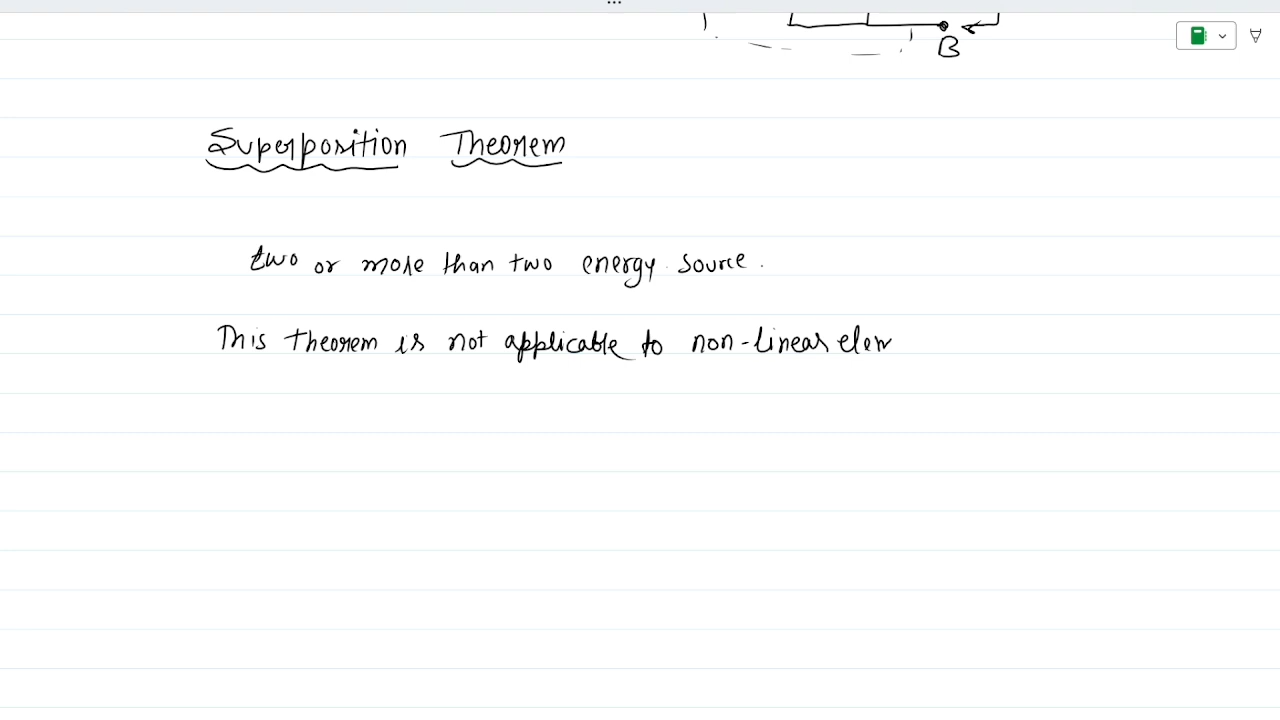 B
Superposition Theorem
two or more than two energy source.
This theorem is not applicable to non-linear elem